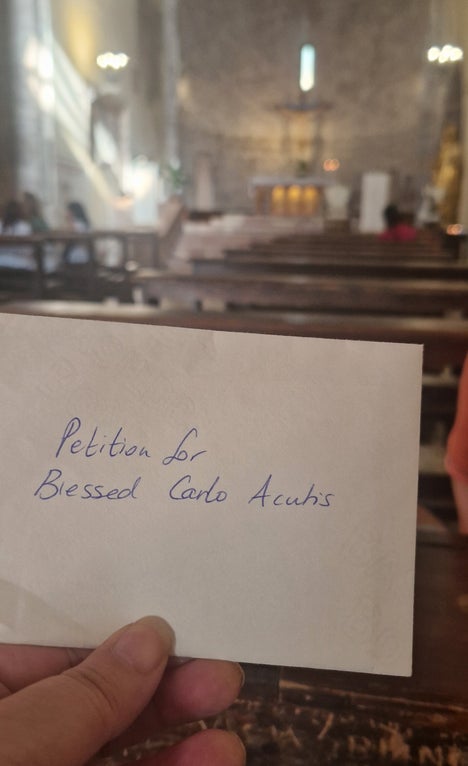 Petition for
Blessed Carlo Acutis